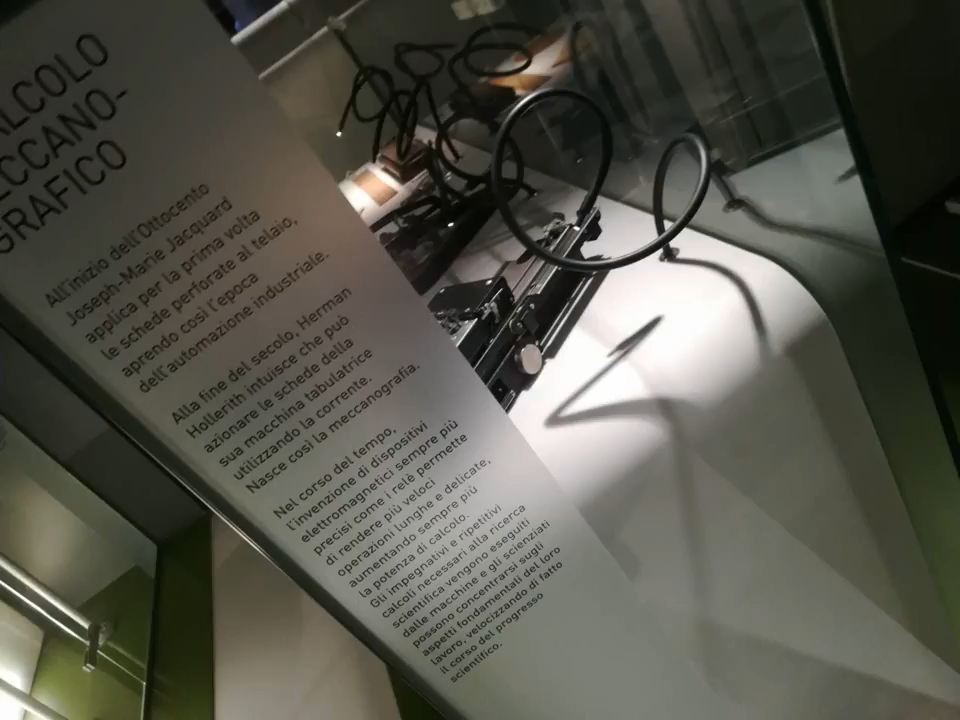 ALCOLO
ECCANO-
GRAFICO
All'inizio dell'Ottocento
Joseph-Marie Jacquard
applica per la prima volta
le schede perforate al telaio,
aprendo così l'epoca
dell'automazione industriale.
Alla fine del secolo, Herman
Hollerith intuisce che può
azionare le schede della
sua macchina tabulatrice
utilizzando la corrente.
Nasce così la meccanografia.
Nel corso del tempo,
l'invenzione di dispositivi
elettromagnetici sempre più
precisi come i relè permette
di rendere più veloci
operazioni lunghe e delicate,
aumentando sempre più
la potenza di calcolo.
Gli impegnativi e ripetitivi
calcoli necessari alla ricerca
scientifica vengono eseguiti
dalle macchine e gli scienziati
possono concentrarsi sugli
aspetti fondamentali del loro
lavoro, velocizzando di fatto
il corso del progresso
scientifico.